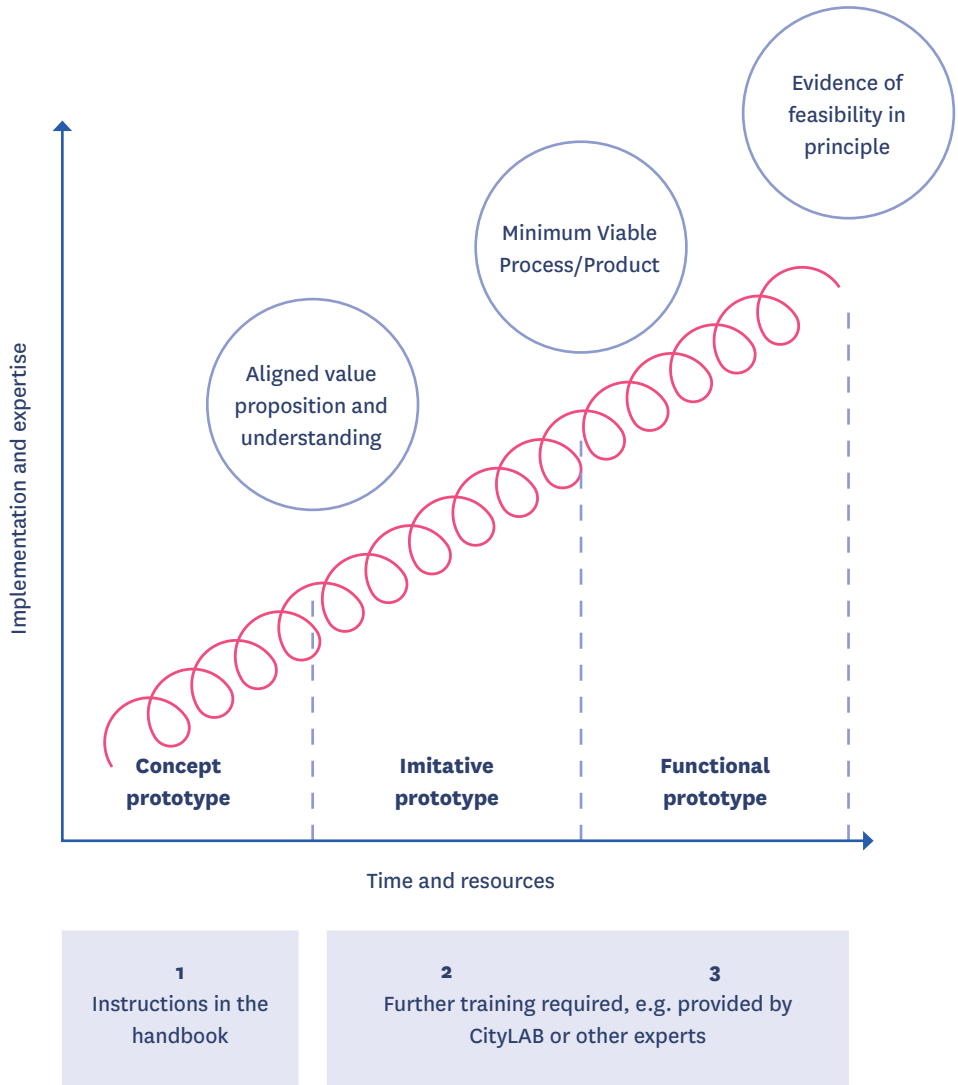 Evidence of
feasibility in
principle
Minimum Viable
Process/Product
Aligned value
proposition and
understanding
Implementation and expertise
Concept
prototype
Imitative
prototype
Functional
prototype
Time and resources
1
Instructions in the
handbook
2
3
Further training required, e.g. provided by
CityLAB or other experts